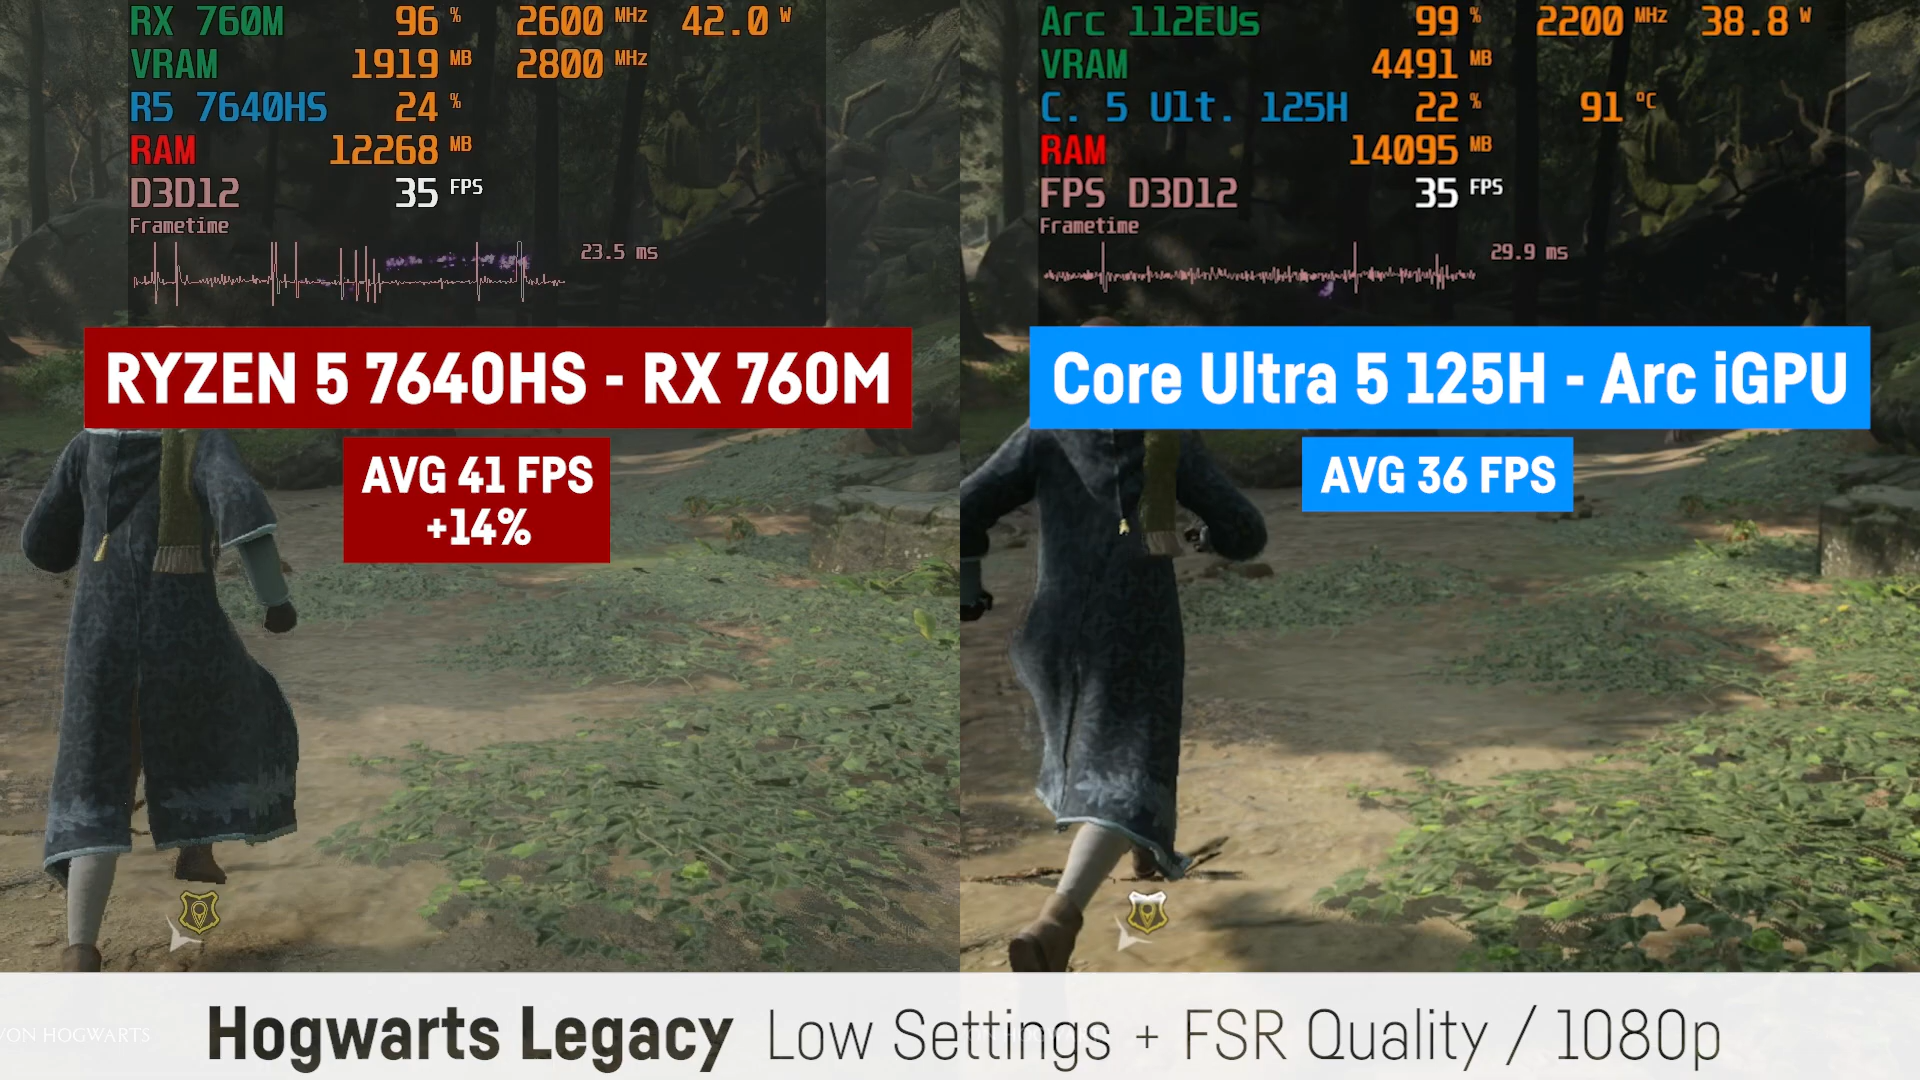 RX 760M 96 % 2600 MHz 42.0 W
VRAM 1919 MB 2800 MHz
R5 7640HS 24 %
RAM 12268 MB
D3D12 35 FPS
Frametime
23.5 ms
RYZEN 5 7640HS - RX 760M
AVG 41 FPS
+14%
Arc 112EUs 99 % 2200 MHz 38.8 W
VRAM 4491 MB
C. 5 Ult. 125H 22 % 91 °C
RAM 14095 MB
FPS D3D12 35 FPS
Frametime
29.9 ms
Core Ultra 5 125H - Arc iGPU
AVG 36 FPS
VON HOGWARTS
Hogwarts Legacy Low Settings + FSR Quality / 1080p